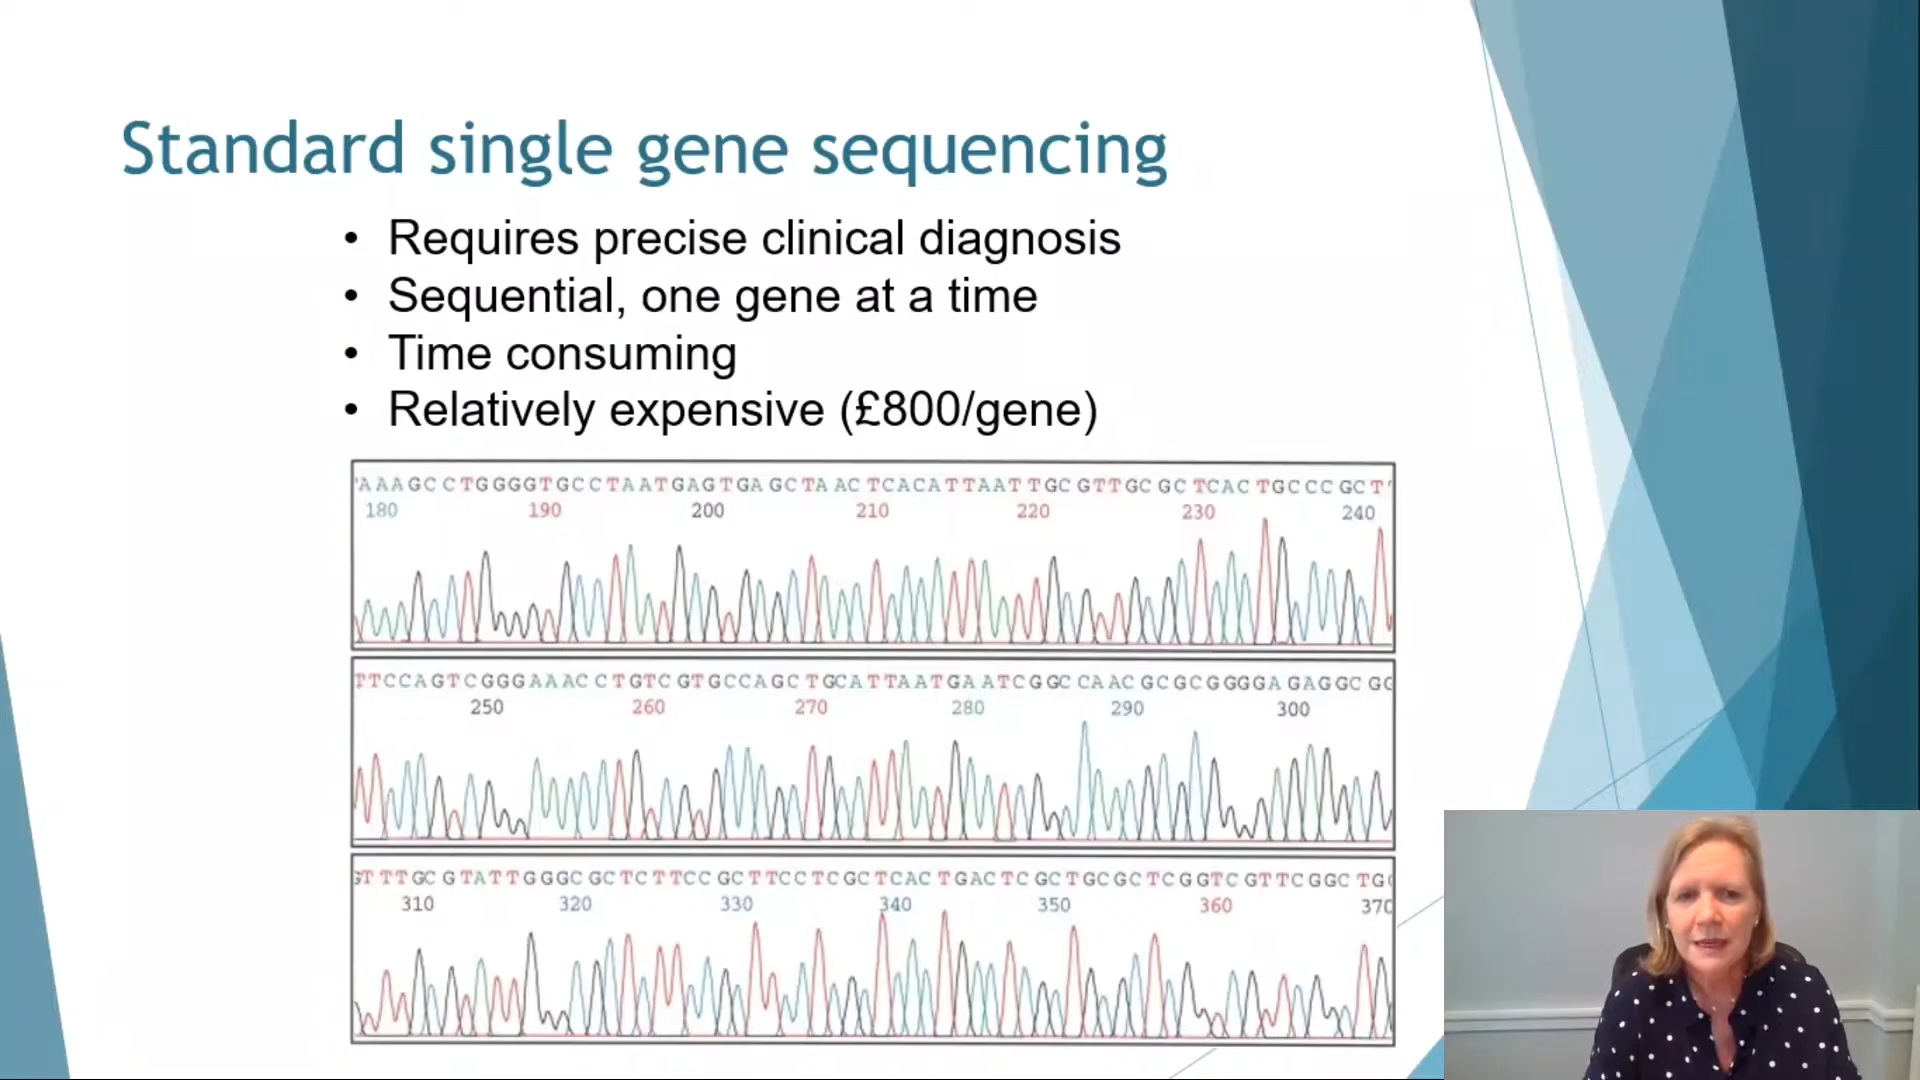 Standard single gene sequencing
• Requires precise clinical diagnosis
• Sequential, one gene at a time
• Time consuming
• Relatively expensive (£800/gene)
AAAGCCTGGGGTGCCTAATGAGTGAGCTAACTCACATTAATTGCGTTGCGCTCACTGCCCGCT
180 190 200 210 220 230 240
TTCCAGTCGGGAAACCTGTCGTGCCAGCTGCATTAATGAATCGGCCAACGCGCGGGGAGAGGCGG
250 260 270 280 290 300
GTTTGCGTATTGGGCGCTCTTCCGCTTCCTCGCTCACTGACTCGCTGCGCTCGGTCGTTCGGCTG
310 320 330 340 350 360 370